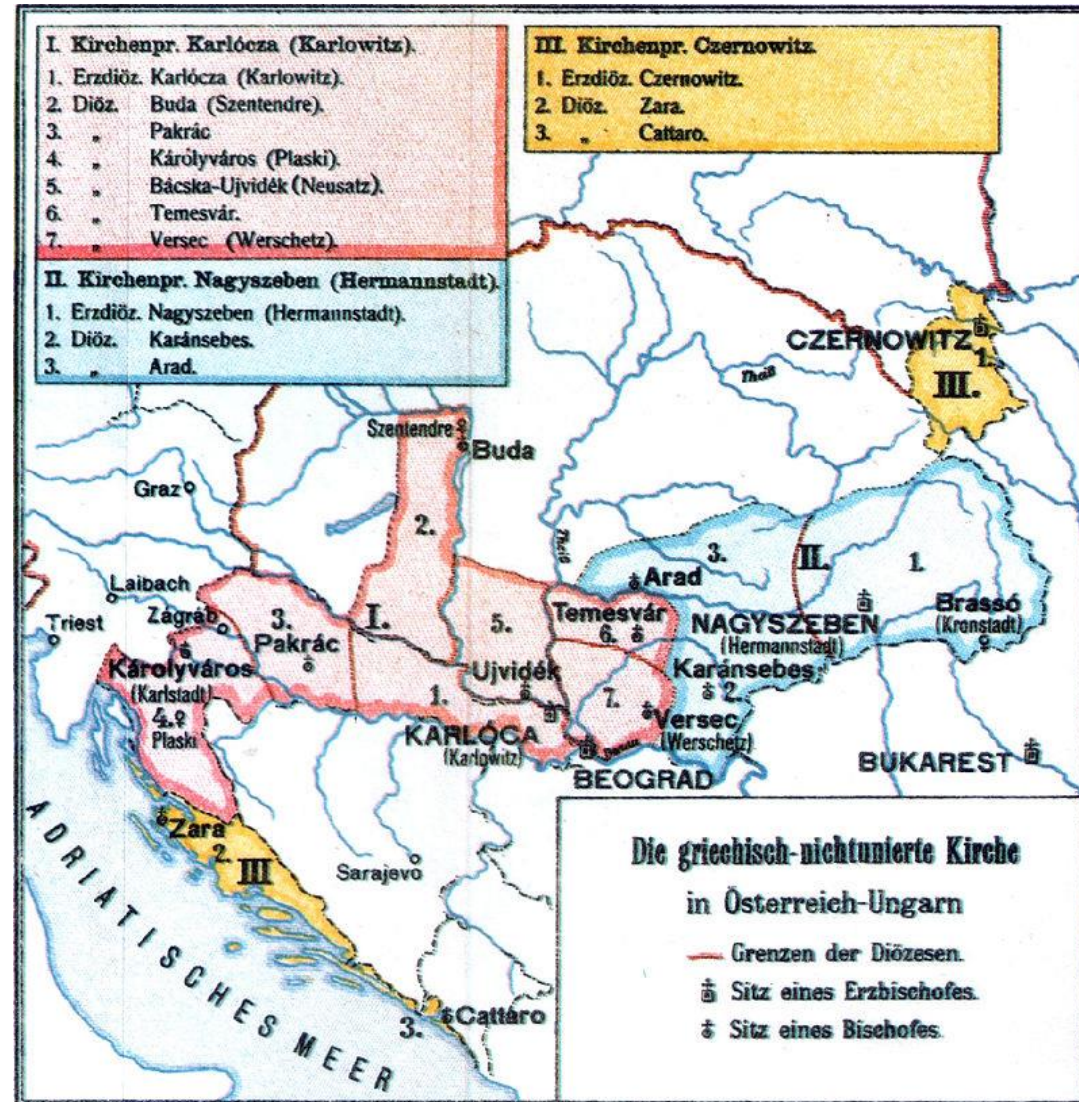 I. Kirchenpr. Karlócza (Karlowitz).
1. Erzdiöz. Karlócza (Karlowitz).
2. Diöz. Buda (Szentendre).
3. „ Pakrác
4. „ Károlyváros (Plaski).
5. „ Bácska-Ujvidék (Neusatz).
6. „ Temesvár.
7. „ Versec (Werschetz).
II. Kirchenpr. Nagyszeben (Hermannstadt).
1. Erzdiöz. Nagyszeben (Hermannstadt).
2. Diöz. Karánsebes.
3. „ Arad.
III. Kirchenpr. Czernowitz.
1. Erzdiöz. Czernowitz.
2. Diöz. Zara.
3. „ Cattaro.
CZERNOWITZ
1.
III.
Theiß
Szentendre
Buda
Graz
2.
Theiß
3.
II.
1.
Arad
Laibach
Triest
Zágráb
3.
Pakrác
I.
5.
Temesvár
6.
NAGYSZEBEN
(Hermannstadt)
Brassó
(Kronstadt)
Károlyváros
(Karlstadt)
4.
Plaski
Ujvidék
1.
7.
Karánsebes
2.
KARLÓCA
(Karlowitz)
Versec
(Werschetz)
Donau
BEOGRAD
BUKAREST
Zara
2.
III
Sarajevo
3.
Cattaro
ADRIATISCHES MEER
Die griechisch-nichtunierte Kirche
in Österreich-Ungarn
Grenzen der Diözesen.
Sitz eines Erzbischofes.
Sitz eines Bischofes.